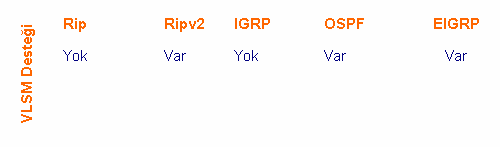 Rip Ripv2 IGRP OSPF EIGRP
VLSM Desteği
Yok Var Yok Var Var